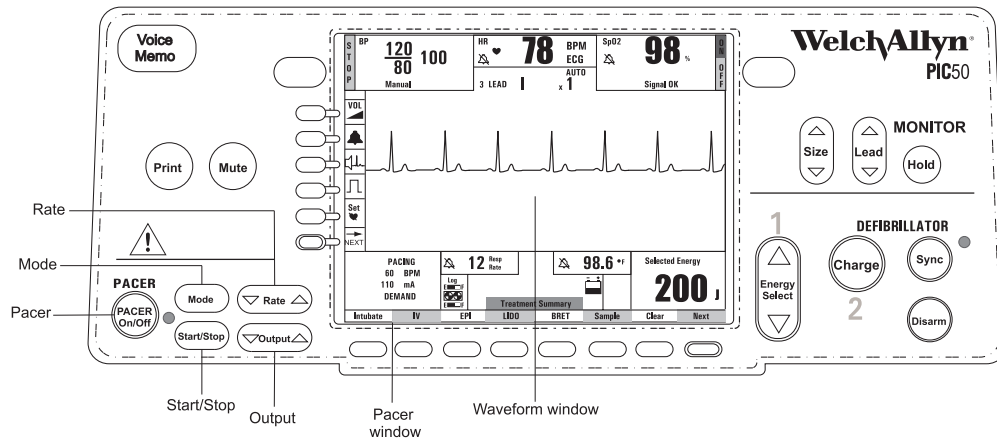 Voice
Memo
STOP
BP
120
80
100
Manual
HR
78
BPM
ECG
3 LEAD
I
AUTO
x 1
SpO2
98
%
Signal OK
ON
OFF
WelchAllyn®
PIC50
VOL
Set
NEXT
Print
Mute
Size
Lead
MONITOR
Hold
Rate
Mode
Pacer
PACER
PACER
On/Off
Mode
Rate
Start/Stop
Output
PACING
60 BPM
110 mA
DEMAND
12
Resp
Rate
Log
E F
E F
98.6 °F
Selected Energy
200 J
Treatment Summary
Intubate IV EPI LIDO BRET Sample Clear Next
1
Energy
Select
DEFIBRILLATOR
Charge
2
Sync
Disarm
Start/Stop
Output
Pacer
window
Waveform window